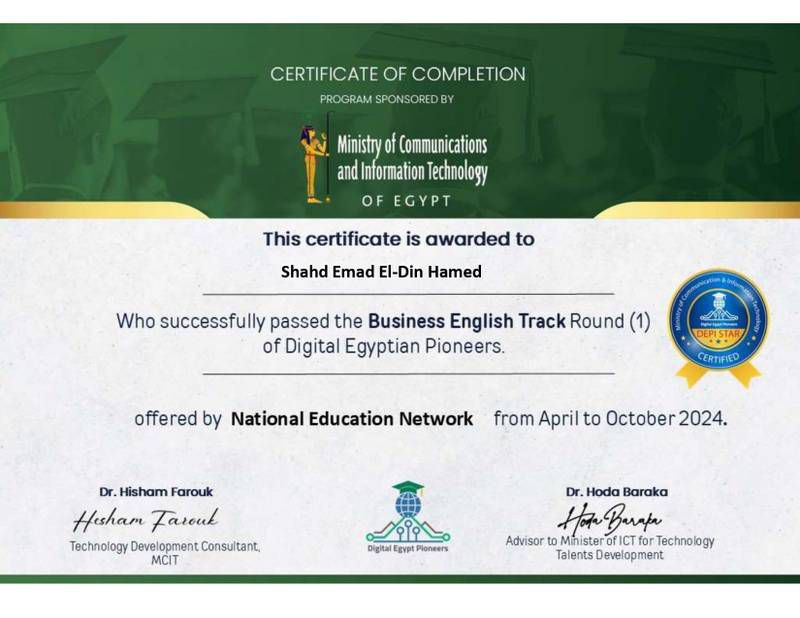 CERTIFICATE OF COMPLETION
PROGRAM SPONSORED BY
Ministry of Communications
and Information Technology
OF EGYPT
This certificate is awarded to
Shahd Emad El-Din Hamed
Who successfully passed the Business English Track Round (1)
of Digital Egyptian Pioneers.
Ministry of Communication & Information Technology
Digital Egypt Pioneers
DEPI STAR
CERTIFIED
offered by National Education Network from April to October 2024.
Dr. Hisham Farouk
Hesham Farouk
Technology Development Consultant,
MCIT
Digital Egypt Pioneers
Dr. Hoda Baraka
Hoda Baraka
Advisor to Minister of ICT for Technology
Talents Development